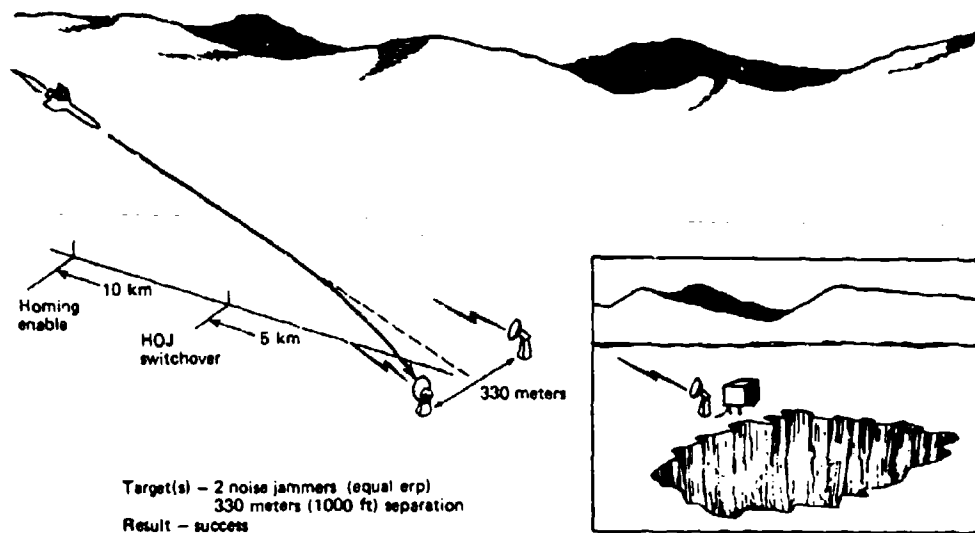 10 km
Homing
enable
HOJ
switchover
5 km
330 meters
Target(s) – 2 noise jammers (equal erp)
330 meters (1000 ft) separation
Result – success